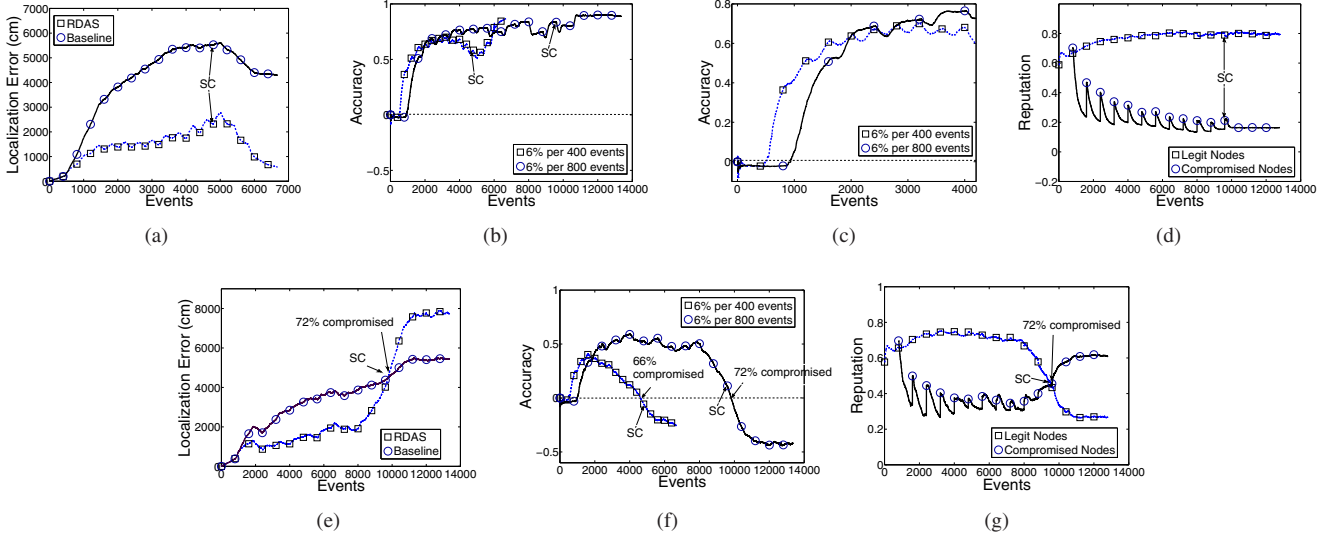 RDAS
Baseline
SC
Localization Error (cm)
6000
5000
4000
3000
2000
1000
0
0 1000 2000 3000 4000 5000 6000 7000
Events
(a)
6% per 400 events
6% per 800 events
SC
SC
Accuracy
1
0.5
0
−0.5
0 2000 4000 6000 8000 10000 12000 14000
Events
(b)
6% per 400 events
6% per 800 events
Accuracy
0.8
0.6
0.4
0.2
0
0 1000 2000 3000 4000
Events
(c)
Legit Nodes
Compromised Nodes
SC
Reputation
1
0.8
0.6
0.4
0.2
0
−0.2
0 2000 4000 6000 8000 10000 12000 14000
Events
(d)
72% compromised
SC
RDAS
Baseline
Localization Error (cm)
8000
6000
4000
2000
0
0 2000 4000 6000 8000 10000 12000 14000
Events
(e)
6% per 400 events
6% per 800 events
66%
compromised
72% compromised
SC
SC
Accuracy
1
0.5
0
−0.5
0 2000 4000 6000 8000 10000 12000 14000
Events
(f)
72% compromised
SC
Legit Nodes
Compromised Nodes
Reputation
1
0.8
0.6
0.4
0.2
0
0 2000 4000 6000 8000 10000 12000 14000
Events
(g)